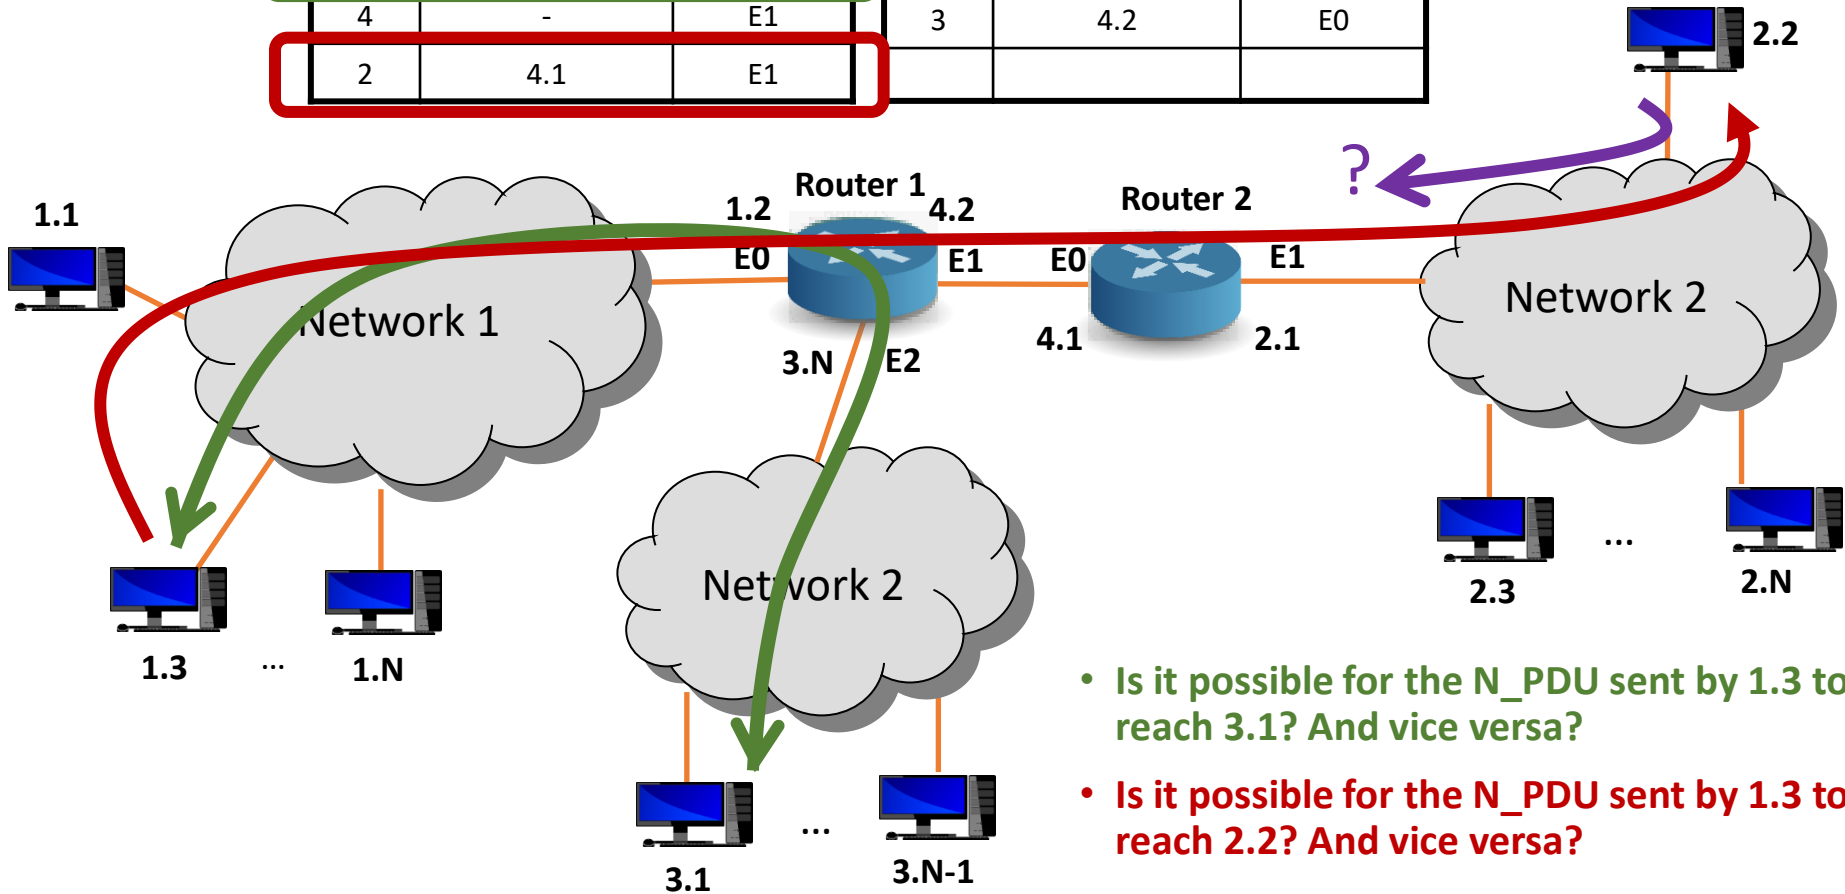 4 - E1 3 4.2 E0
2 4.1 E1
2.2
?
Router 1
1.2 4.2
Router 2
1.1
E0 E1 E0 E1
Network 1
Network 2
3.N E2
4.1 2.1
Network 2
2.3 ... 2.N
1.3 ... 1.N
• Is it possible for the N_PDU sent by 1.3 to
reach 3.1? And vice versa?
• Is it possible for the N_PDU sent by 1.3 to
reach 2.2? And vice versa?
...
3.1 3.N-1